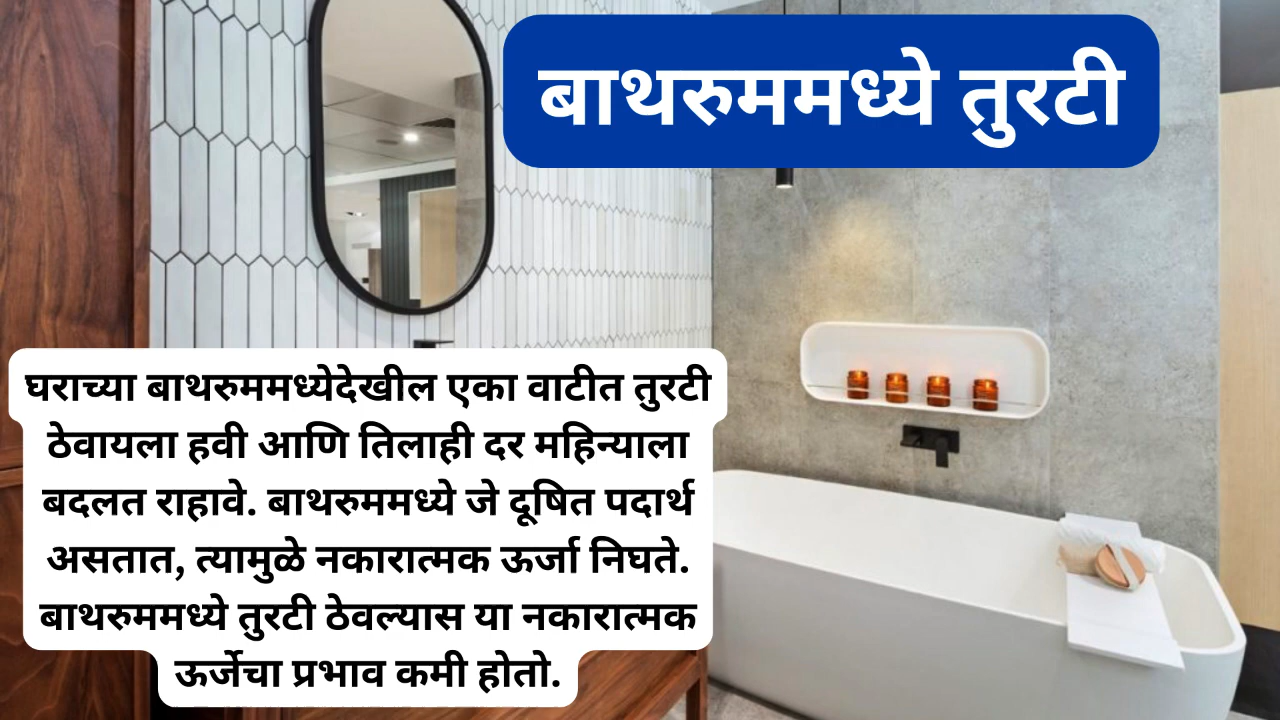 बाथरुममध्ये तुरटी
घराच्या बाथरुममध्येदेखील एका वाटीत तुरटी
ठेवायला हवी आणि तिलाही दर महिन्याला
बदलत राहावे. बाथरुममध्ये जे दूषित पदार्थ
असतात, त्यामुळे नकारात्मक ऊर्जा निघते.
बाथरुममध्ये तुरटी ठेवल्यास या नकारात्मक
ऊर्जेचा प्रभाव कमी होतो.